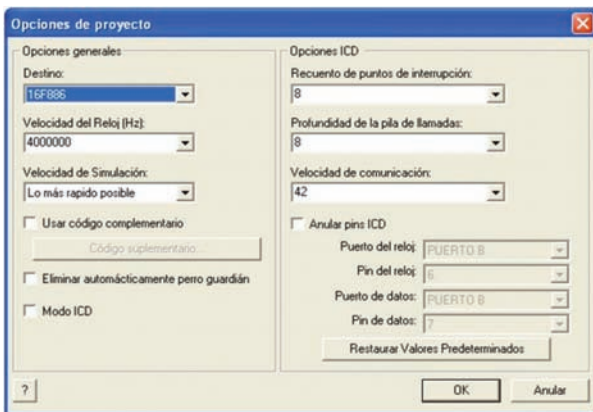 Opciones de proyecto
Opciones generales
Destino:
16F886
Velocidad del Reloj (Hz):
4000000
Velocidad de Simulación:
Lo más rapido posible
Usar código complementario
Código suplementario...
Eliminar automácticamente perro guardián
Modo ICD
Opciones ICD
Recuento de puntos de interrupción:
8
Profundidad de la pila de llamadas:
8
Velocidad de comunicación:
42
Anular pins ICD
Puerto del reloj: PUERTO B
Pin del reloj: 6
Puerto de datos: PUERTO B
Pin de datos: 7
Restaurar Valores Predeterminados
?
OK
Anular